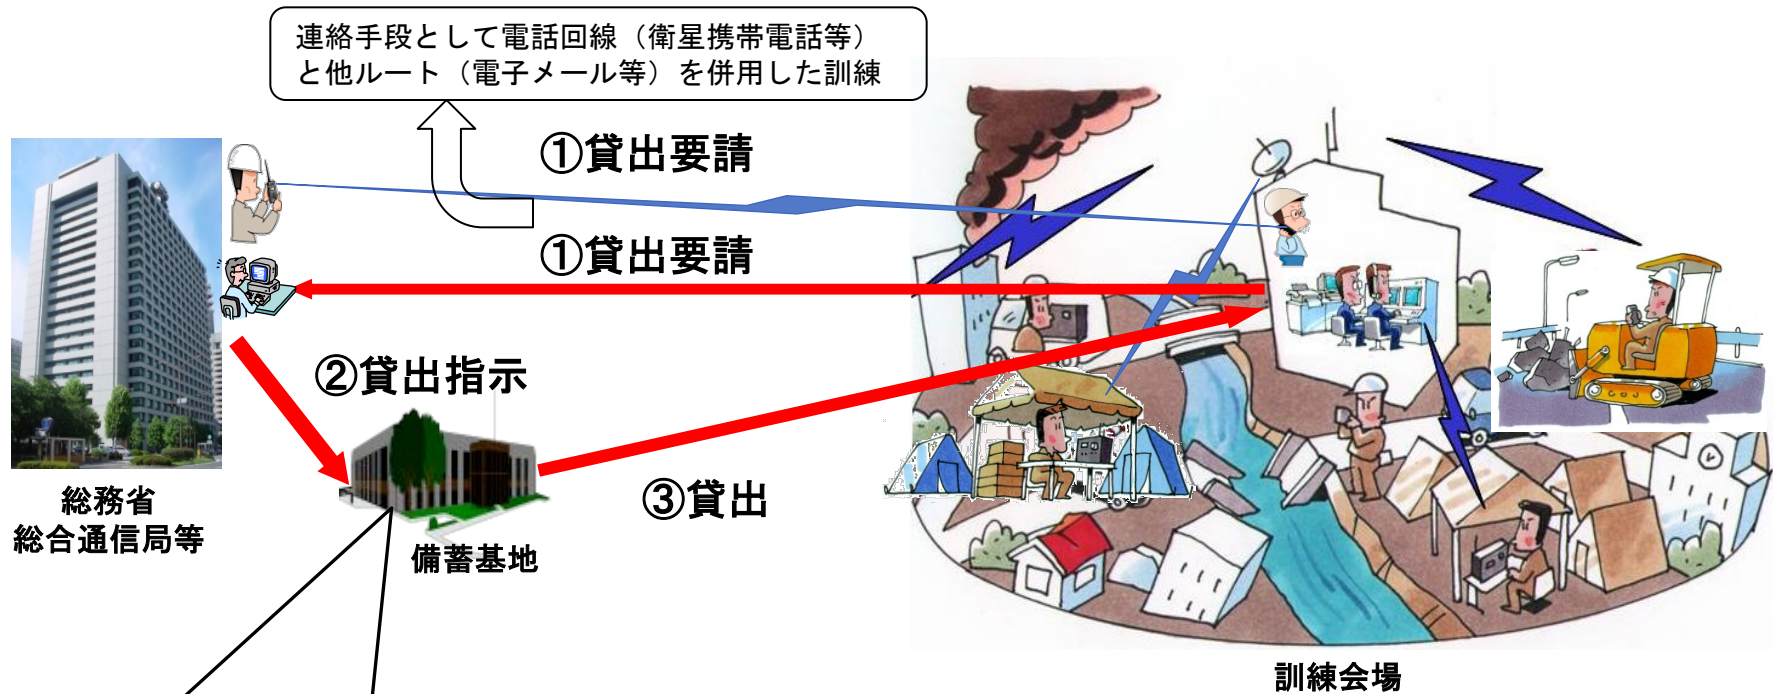 連絡手段として電話回線（衛星携帯電話等）
と他ルート（電子メール等）を併用した訓練
①貸出要請
①貸出要請
②貸出指示
③貸出
総務省
総合通信局等
備蓄基地
訓練会場